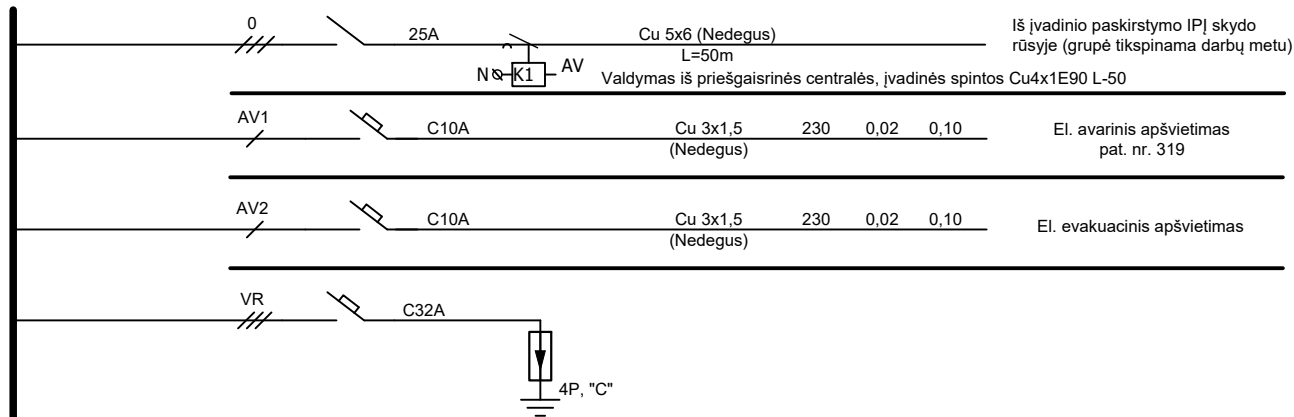 0
25A
Cu 5x6 (Nedegus)
L=50m
Iš įvadinio paskirstymo IPĮ skydo
rūsyje (grupė tikspinama darbų metu)
N K1 AV
Valdymas iš priešgaisrinės centralės, įvadinės spintos Cu4x1E90 L-50
AV1
C10A
Cu 3x1,5 230 0,02 0,10
(Nedegus)
El. avarinis apšvietimas
pat. nr. 319
AV2
C10A
Cu 3x1,5 230 0,02 0,10
(Nedegus)
El. evakuacinis apšvietimas
VR
C32A
4P, "C"